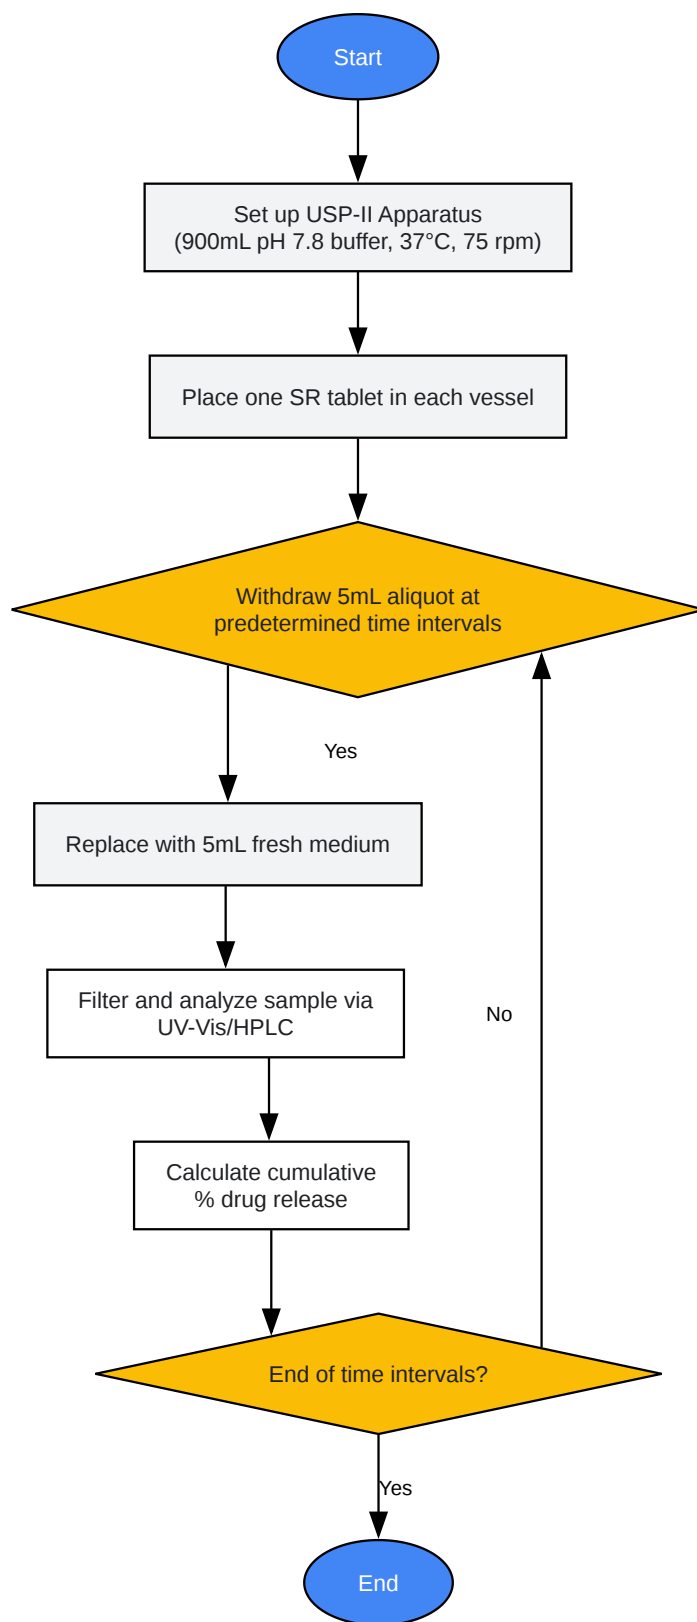 Start
Set up USP-II Apparatus
(900mL pH 7.8 buffer, 37°C, 75 rpm)
Place one SR tablet in each vessel
Withdraw 5mL aliquot at
predetermined time intervals
Yes
Replace with 5mL fresh medium
Filter and analyze sample via
UV-Vis/HPLC
No
Calculate cumulative
% drug release
End of time intervals?
Yes
End